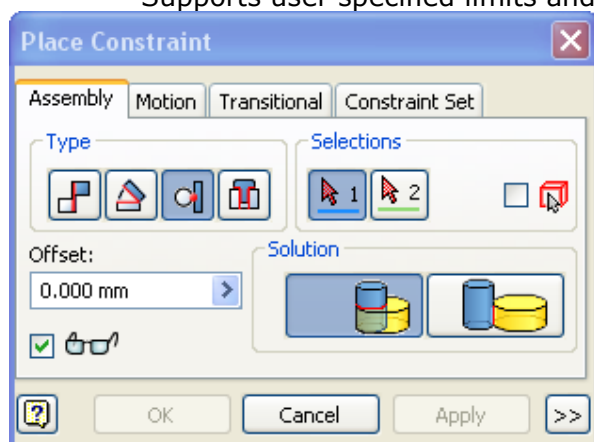 Supports user specified limits and
Place Constraint
Assembly Motion Transitional Constraint Set
Type Selections
1 2
Offset: Solution
0.000 mm
OK Cancel Apply >>